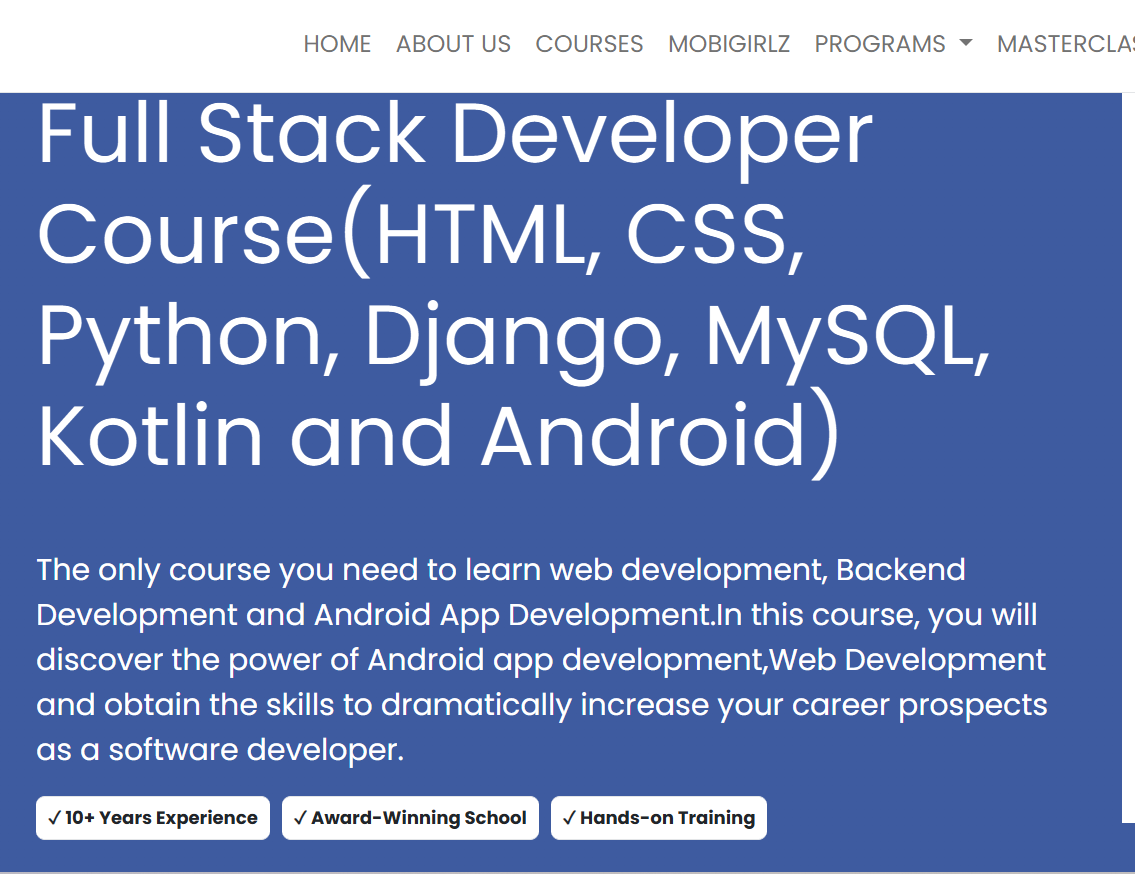 HOME ABOUT US COURSES MOBIGIRLZ PROGRAMS
Full Stack Developer
Course(HTML, CSS,
Python, Django, MySQL,
Kotlin and Android)
The only course you need to learn web development, Backend
Development and Android App Development.In this course, you will
discover the power of Android app development,Web Development
and obtain the skills to dramatically increase your career prospects
as a software developer.
✓ 10+ Years Experience ✓ Award-Winning School ✓ Hands-on Training